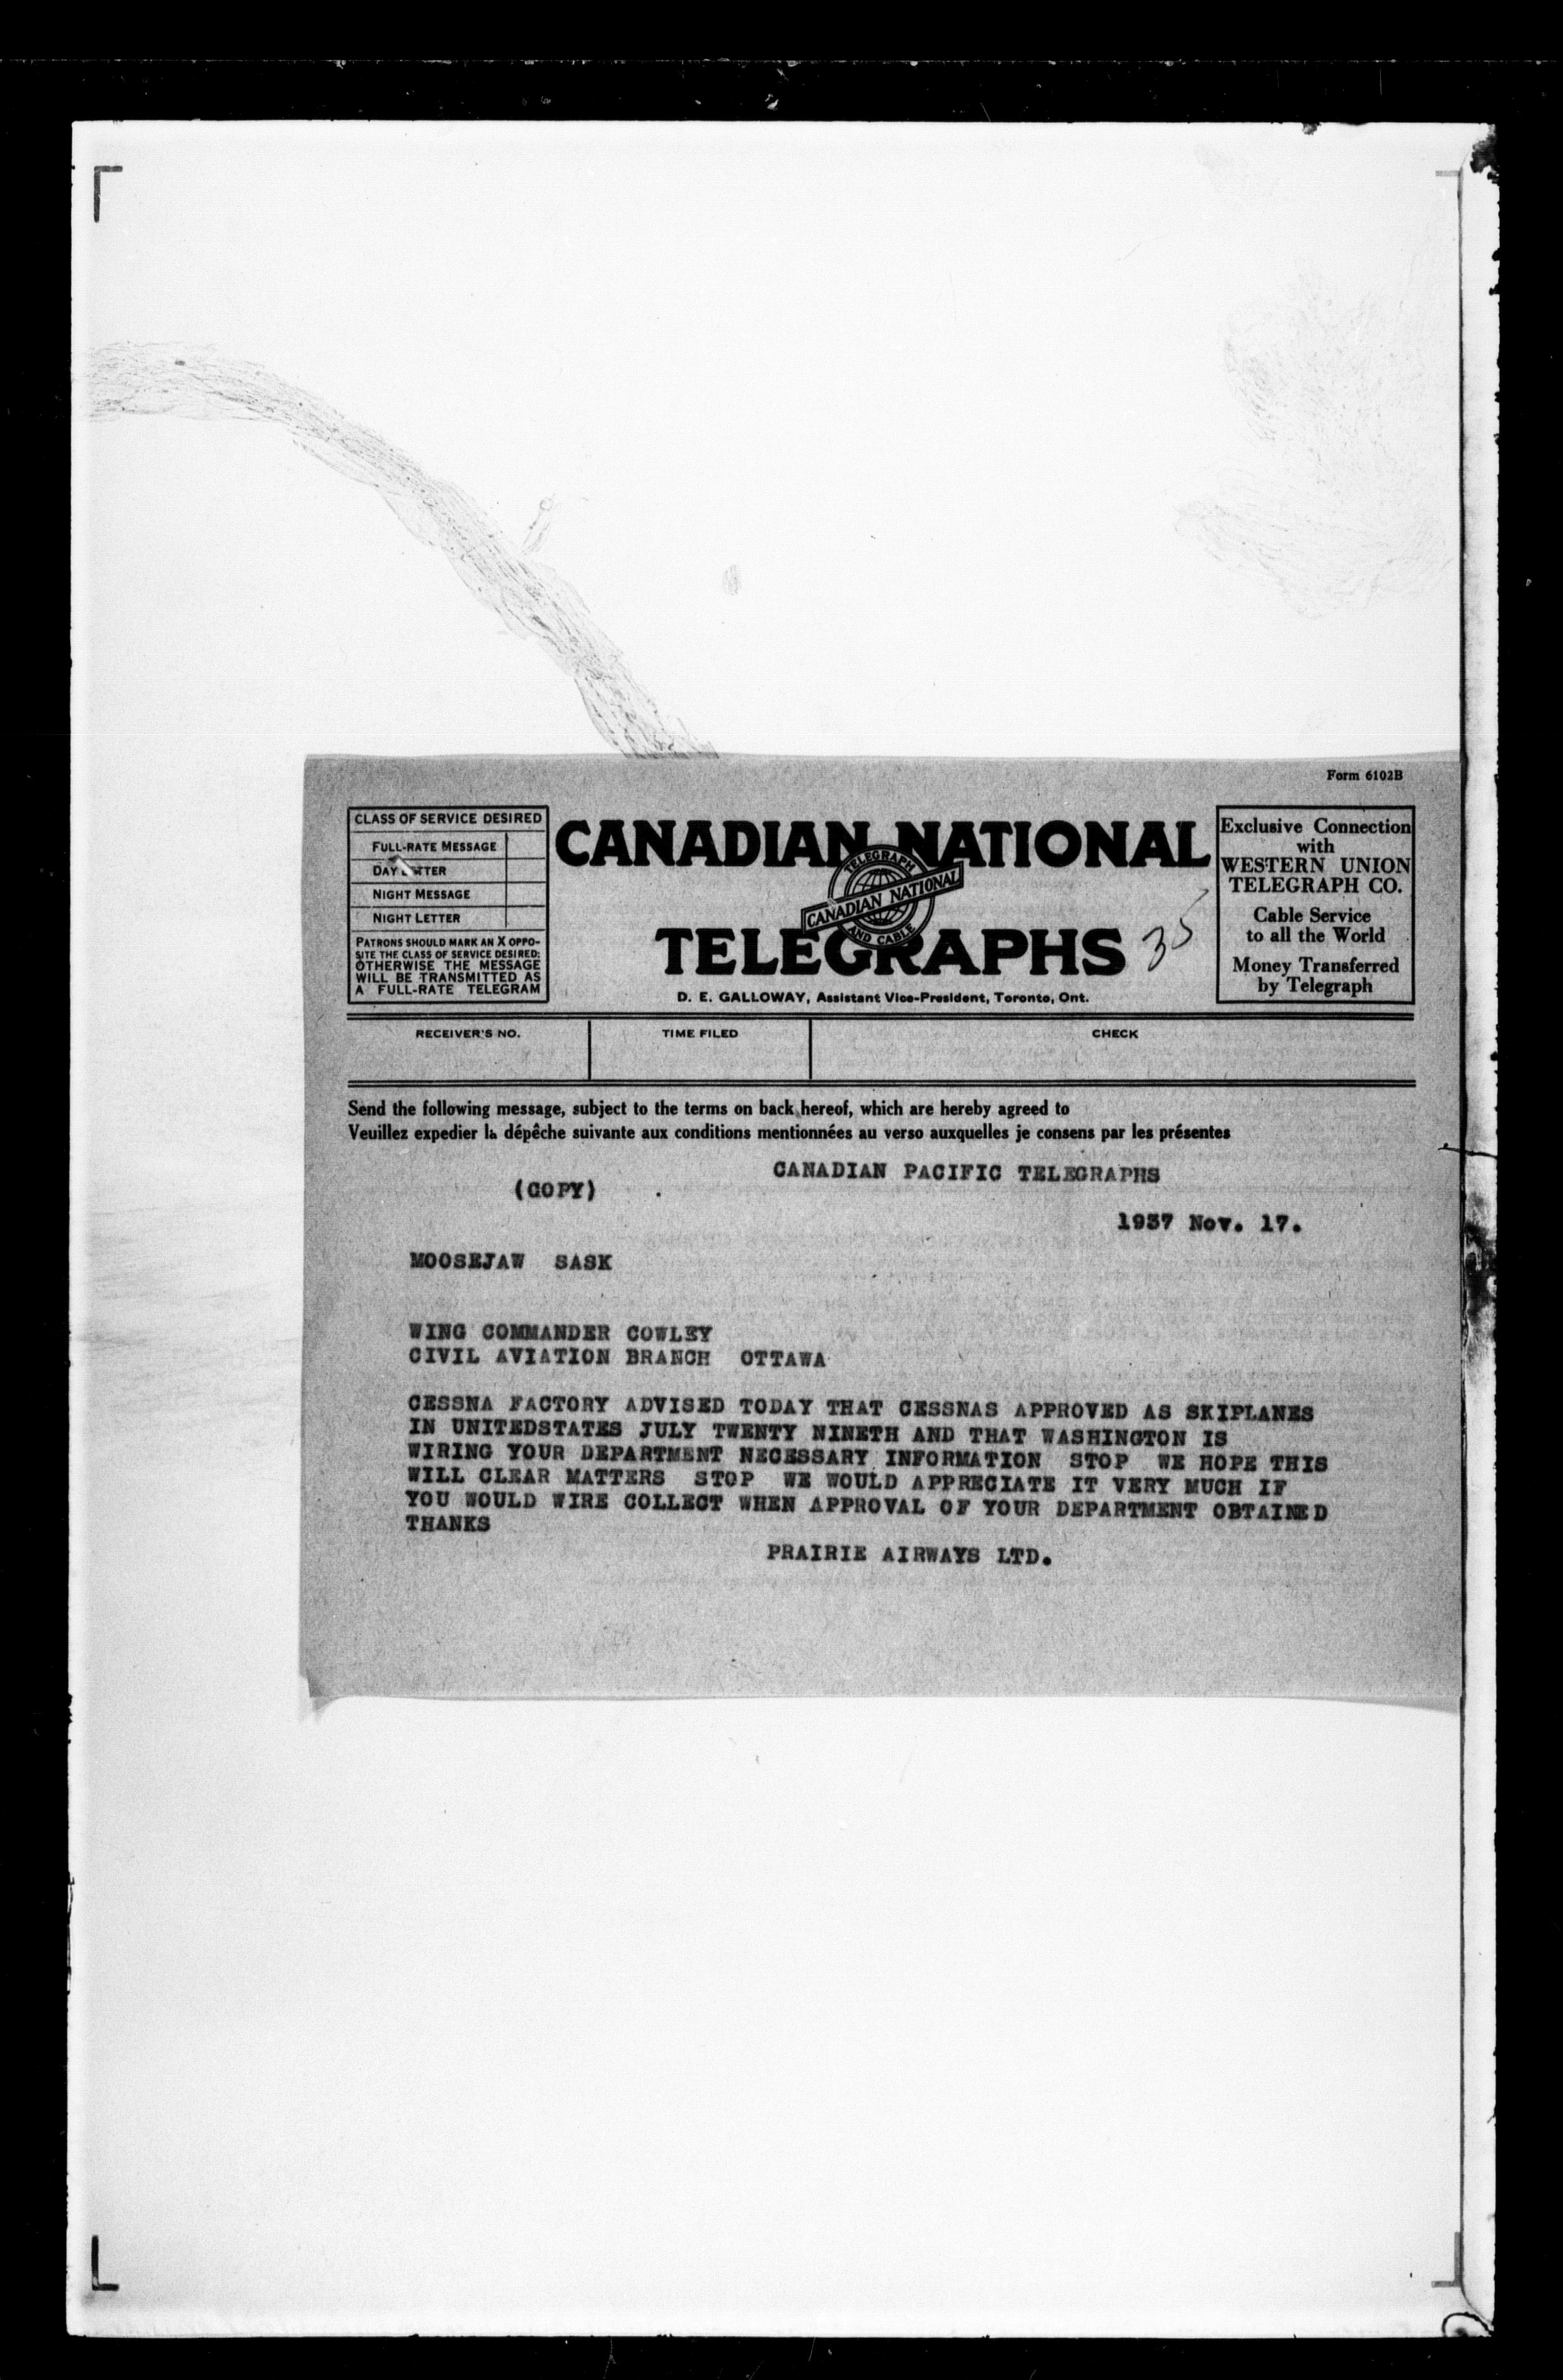 Form 6102B
CLASS OF SERVICE DESIRED
FULL-RATE MESSAGE
DAY LETTER
NIGHT MESSAGE
NIGHT LETTER
PATRONS SHOULD MARK AN X OPPO-
SITE THE CLASS OF SERVICE DESIRED;
OTHERWISE THE MESSAGE
WILL BE TRANSMITTED AS
A FULL-RATE TELEGRAM
CANADIAN NATIONAL
TELEGRAPH
CANADIAN NATIONAL
AND CABLE
TELEGRAPHS
35
D. E. GALLOWAY, Assistant Vice-President, Toronto, Ont.
Exclusive Connection
with
WESTERN UNION
TELEGRAPH CO.
Cable Service
to all the World
Money Transferred
by Telegraph
RECEIVER'S NO.
TIME FILED
CHECK
Send the following message, subject to the terms on back hereof, which are hereby agreed to
Veuillez expedier la dépêche suivante aux conditions mentionnées au verso auxquelles je consens par les présentes
CANADIAN PACIFIC TELEGRAPHS
(COPY)
1937 Nov. 17.
MOOSEJAW SASK
WING COMMANDER COWLEY
CIVIL AVIATION BRANCH OTTAWA
CESSNA FACTORY ADVISED TODAY THAT CESSNAS APPROVED AS SKIPLANES
IN UNITEDSTATES JULY TWENTY NINETH AND THAT WASHINGTON IS
WIRING YOUR DEPARTMENT NECESSARY INFORMATION STOP WE HOPE THIS
WILL CLEAR MATTERS STOP WE WOULD APPRECIATE IT VERY MUCH IF
YOU WOULD WIRE COLLECT WHEN APPROVAL OF YOUR DEPARTMENT OBTAINED
THANKS
PRAIRIE AIRWAYS LTD.